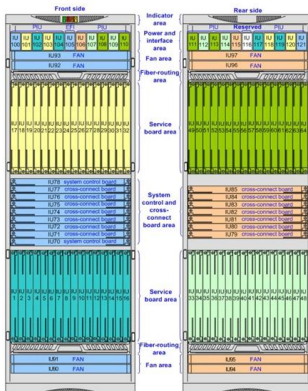 Front side
Rear side
Indicator area
PIU EFI PIU
Power and interface area
PIU Reserved PIU
IU 100 IU 101 IU 102 IU 103 IU 104 IU 105 IU 106 IU 107 IU 108 IU 109 IU 110
IU 111 IU 112 IU 113 IU 114 IU 115 IU 116 IU 117 IU 118 IU 119 IU 120 IU 121
IU93 FAN
IU92 FAN
Fan area
IU97 FAN
IU96 FAN
Fiber-routing area
IU 17 IU 18 IU 19 IU 20 IU 21 IU 22 IU 23 IU 24 IU 25 IU 26 IU 27 IU 28 IU 29 IU 30 IU 31 IU 32
Service board area
IU 49 IU 50 IU 51 IU 52 IU 53 IU 54 IU 55 IU 56 IU 57 IU 58 IU 59 IU 60 IU 61 IU 62 IU 63 IU 64
IU78 system control board
IU77 cross-connect board
IU76 cross-connect board
IU75 cross-connect board
IU74 cross-connect board
IU73 cross-connect board
IU72 cross-connect board
IU71 cross-connect board
IU70 system control board
System control and cross-connect board area
IU85 cross-connect board
IU84 cross-connect board
IU83 cross-connect board
IU82 cross-connect board
IU81 cross-connect board
IU80 cross-connect board
IU79 cross-connect board
IU 1 IU 2 IU 3 IU 4 IU 5 IU 6 IU 7 IU 8 IU 9 IU 10 IU 11 IU 12 IU 13 IU 14 IU 15 IU 16
Service board area
IU 33 IU 34 IU 35 IU 36 IU 37 IU 38 IU 39 IU 40 IU 41 IU 42 IU 43 IU 44 IU 45 IU 46 IU 47 IU 48
Fiber-routing area
IU91 FAN
IU90 FAN
Fan area
IU95 FAN
IU94 FAN